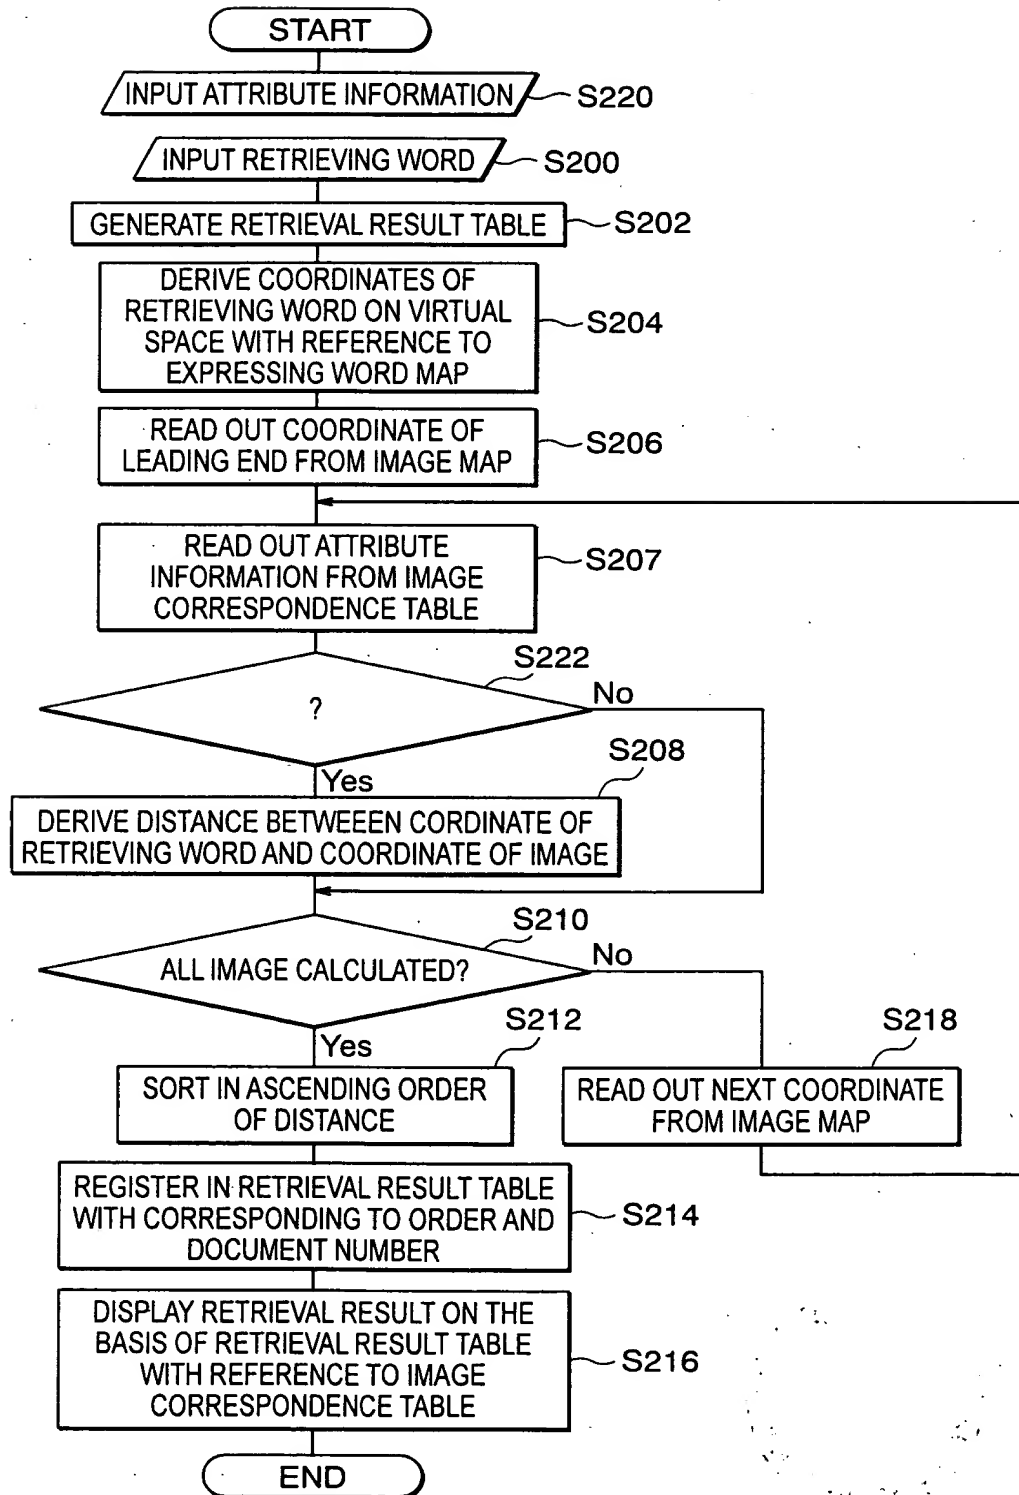 START
INPUT ATTRIBUTE INFORMATION
S220
INPUT RETRIEVING WORD
S200
GENERATE RETRIEVAL RESULT TABLE
S202
DERIVE COORDINATES OF
RETRIEVING WORD ON VIRTUAL
SPACE WITH REFERENCE TO
EXPRESSING WORD MAP
S204
READ OUT COORDINATE OF
LEADING END FROM IMAGE MAP
S206
READ OUT ATTRIBUTE
INFORMATION FROM IMAGE
CORRESPONDENCE TABLE
S207
S222
?
No
Yes
S208
DERIVE DISTANCE BETWEEEN CORDINATE OF
RETRIEVING WORD AND COORDINATE OF IMAGE
S210
ALL IMAGE CALCULATED?
No
Yes
S212
SORT IN ASCENDING ORDER
OF DISTANCE
S218
READ OUT NEXT COORDINATE
FROM IMAGE MAP
REGISTER IN RETRIEVAL RESULT TABLE
WITH CORRESPONDING TO ORDER AND
DOCUMENT NUMBER
S214
DISPLAY RETRIEVAL RESULT ON THE
BASIS OF RETRIEVAL RESULT TABLE
WITH REFERENCE TO IMAGE
CORRESPONDENCE TABLE
S216
END